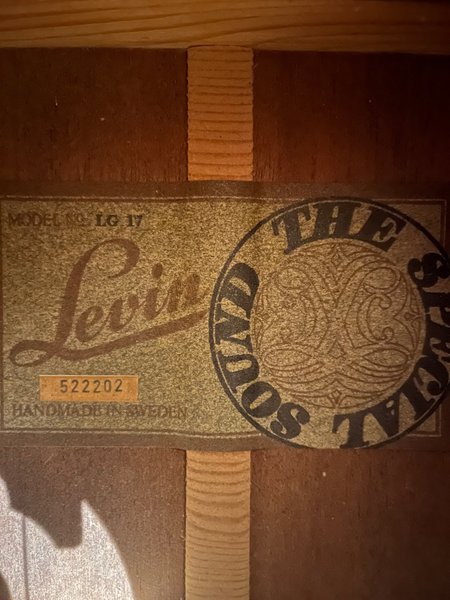 MODEL No. LG 17
Levin
522202
HANDMADE IN SWEDEN
THE SPECIAL SOUND